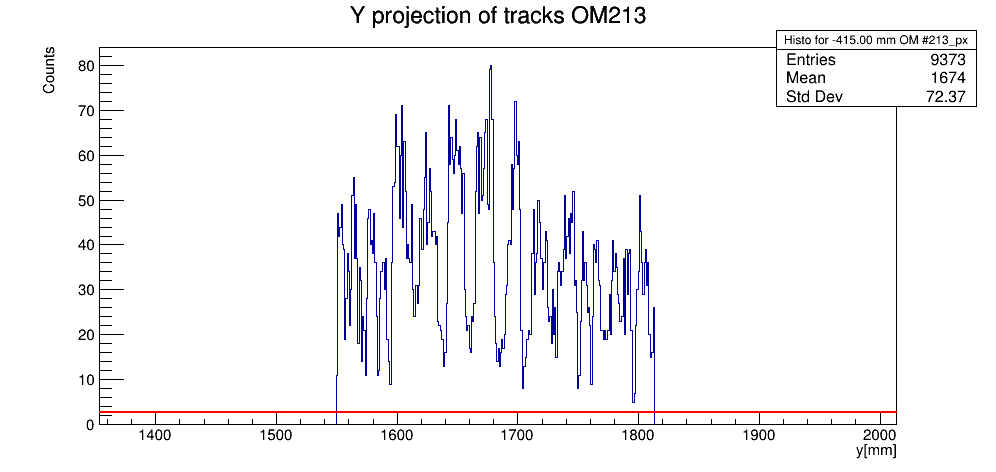 Y projection of tracks OM213
Histo for -415.00 mm OM #213_px
Entries 9373
Mean 1674
Std Dev 72.37
Counts
80
70
60
50
40
30
20
10
0
1400 1500 1600 1700 1800 1900 2000
y[mm]